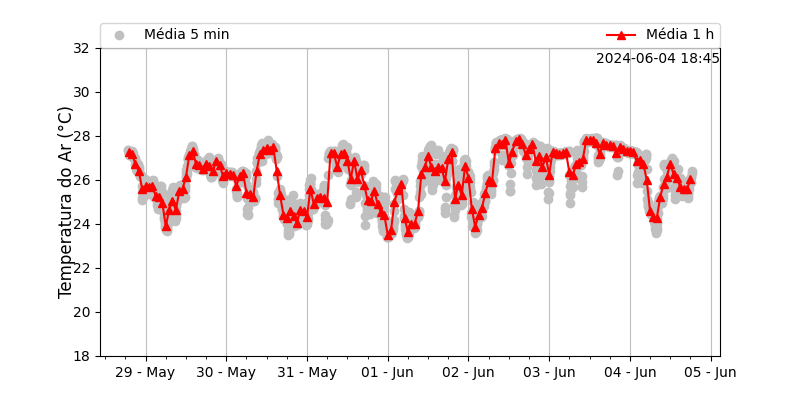 Média 5 min
Média 1 h
2024-06-04 18:45
Temperatura do Ar (°C)
32
30
28
26
24
22
20
18
29 - May
30 - May
31 - May
01 - Jun
02 - Jun
03 - Jun
04 - Jun
05 - Jun